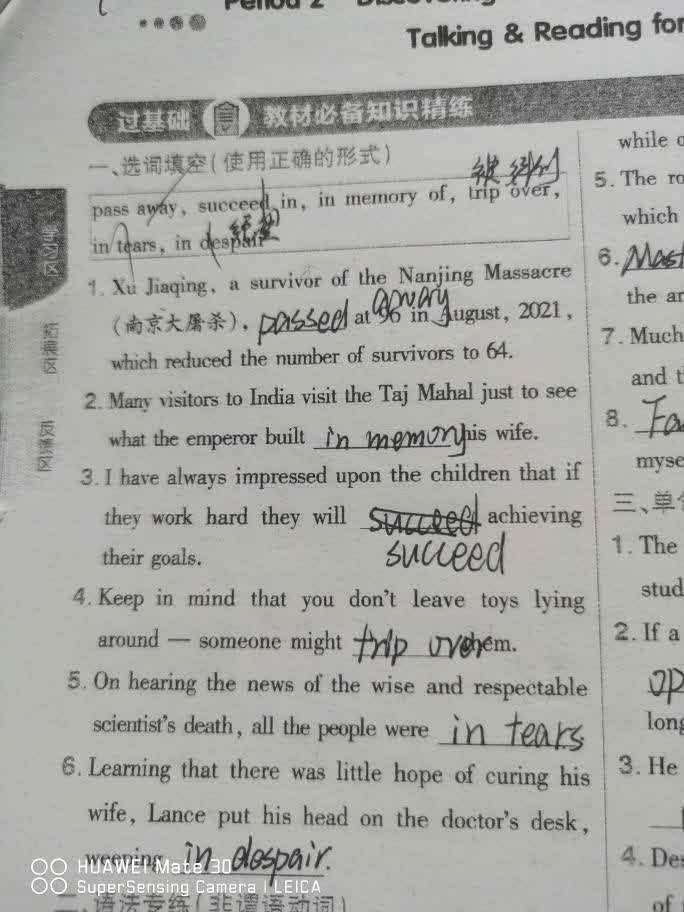 Period 2 Discovering
Talking & Reading for
过基础 教材必备知识精练
一、选词填空(使用正确的形式)
被绊倒
pass away, succeed in, in memory of, trip over,
in tears, in despair
绝望
1. Xu Jiaqing, a survivor of the Nanjing Massacre
(南京大屠杀), passed away at 96 in August, 2021,
which reduced the number of survivors to 64.
2. Many visitors to India visit the Taj Mahal just to see
what the emperor built in memory his wife.
3. I have always impressed upon the children that if
they work hard they will succeed achieving
their goals. succeed
4. Keep in mind that you don't leave toys lying
around — someone might trip over them.
5. On hearing the news of the wise and respectable
scientist's death, all the people were in tears
6. Learning that there was little hope of curing his
wife, Lance put his head on the doctor's desk,
weeping in despair.
二、语法专练(非谓语动词)
学习区
while
5. The
which
6.
the
7. Much
and
8.
三、单
1. The
2. If a
long
3. He
4.
of
HUAWEI Mate 30
SuperSensing Camera | LEICA